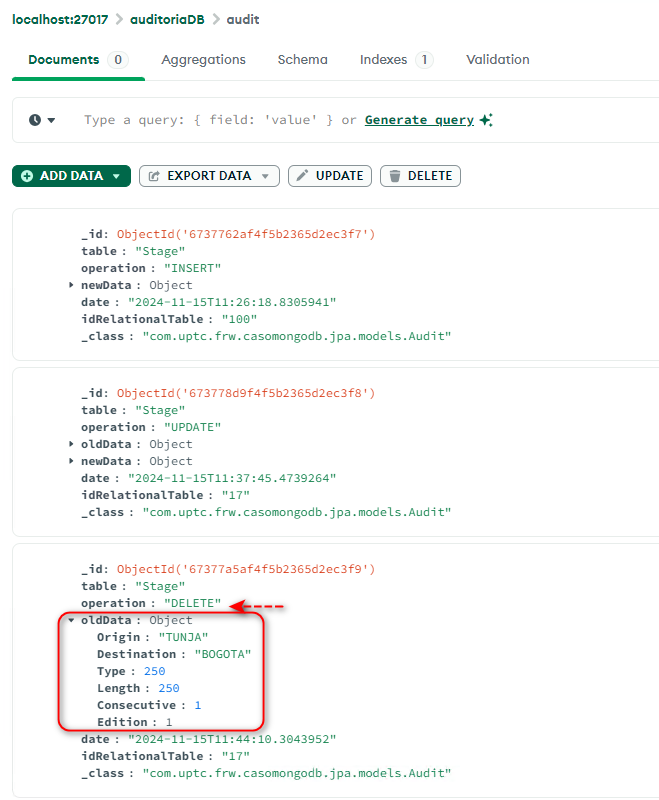 localhost:27017 > auditoriaDB > audit
Documents 0 Aggregations Schema Indexes 1 Validation
Type a query: { field: 'value' } or Generate query
ADD DATA EXPORT DATA UPDATE DELETE
_id: ObjectId('6737762af4f5b2365d2ec3f7')
table : "Stage"
operation : "INSERT"
newData : Object
date : "2024-11-15T11:26:18.8305941"
idRelationalTable : "100"
_class : "com.uptc.frw.casomongodb.jpa.models.Audit"
_id: ObjectId('673778d9f4f5b2365d2ec3f8')
table : "Stage"
operation : "UPDATE"
oldData : Object
newData : Object
date : "2024-11-15T11:37:45.4739264"
idRelationalTable : "17"
_class : "com.uptc.frw.casomongodb.jpa.models.Audit"
_id: ObjectId('67377a5af4f5b2365d2ec3f9')
table : "Stage"
operation : "DELETE"
oldData : Object
Origin : "TUNJA"
Destination : "BOGOTA"
Type : 250
Length : 250
Consecutive : 1
Edition : 1
date : "2024-11-15T11:44:10.3043952"
idRelationalTable : "17"
_class : "com.uptc.frw.casomongodb.jpa.models.Audit"